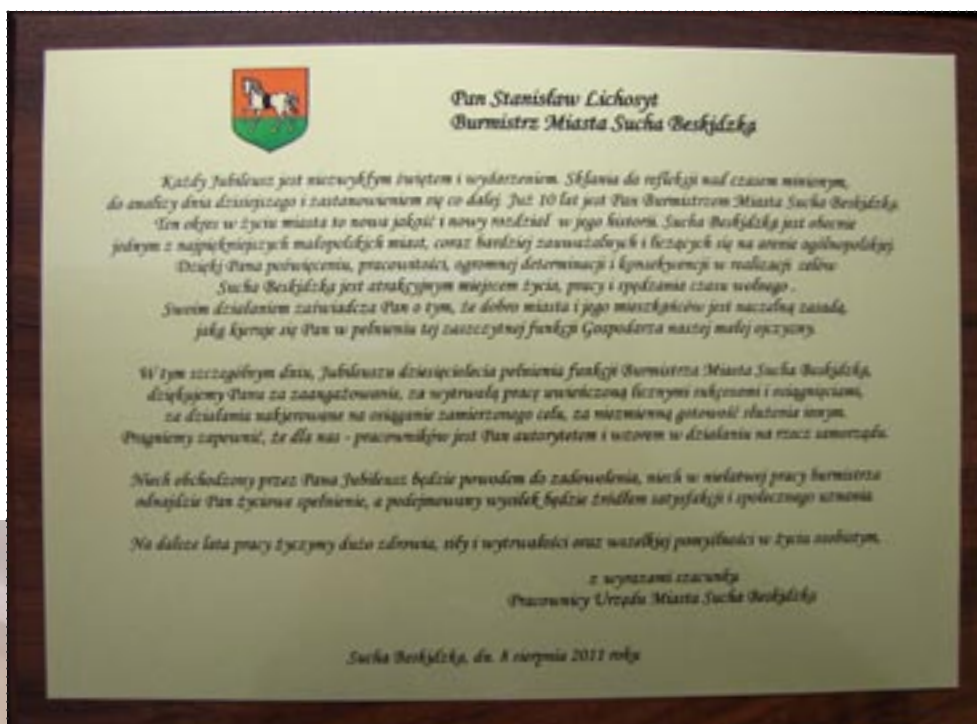 Pan Stanisław Lichosyt
Burmistrz Miasta Sucha Beskidzka
Każdy Jubileusz jest niezwykłym świętem i wydarzeniem. Skłania do refleksji nad czasem minionym,
do analizy dnia dzisiejszego i zastanowieniem się co dalej. Już 10 lat jest Pan Burmistrzem Miasta Sucha Beskidzka.
Ten okres w życiu miasta to nowa jakość i nowy rozdział w jego historii. Sucha Beskidzka jest obecnie
jednym z najpiękniejszych małopolskich miast, coraz bardziej zauważalnych i liczących się na arenie ogólnopolskiej.
Dzięki Pana poświęceniu, pracowitości, ogromnej determinacji i konsekwencji w realizacji celów
Sucha Beskidzka jest atrakcyjnym miejscem życia, pracy i spędzania czasu wolnego .
Swoim działaniem zaświadcza Pan o tym, że dobro miasta i jego mieszkańców jest naczelną zasadą,
jaką kieruje się Pan w pełnieniu tej zaszczytnej funkcji Gospodarza naszej małej ojczyzny.
W tym szczególnym dniu, Jubileuszu dziesięciolecia pełnienia funkcji Burmistrza Miasta Sucha Beskidzka,
dziękujemy Panu za zaangażowanie, za wytrwałą pracę uwieńczoną licznymi sukcesami i osiągnięciami,
za działania nakierowane na osiąganie zamierzonego celu, za niezmienną gotowość służenia innym.
Pragniemy zapewnić, że dla nas - pracowników jest Pan autorytetem i wzorem w działaniu na rzecz samorządu.
Niech obchodzony przez Pana Jubileusz będzie powodem do zadowolenia, niech w niełatwej pracy burmistrza
odnajdzie Pan życiowe spełnienie, a podejmowany wysiłek będzie źródłem satysfakcji i społecznego uznania
Na dalsze lata pracy życzymy dużo zdrowia, siły i wytrwałości oraz wszelkiej pomyślności w życiu osobistym,
z wyrazami szacunku
Pracownicy Urzędu Miasta Sucha Beskidzka
Sucha Beskidzka, dn. 8 sierpnia 2011 roku